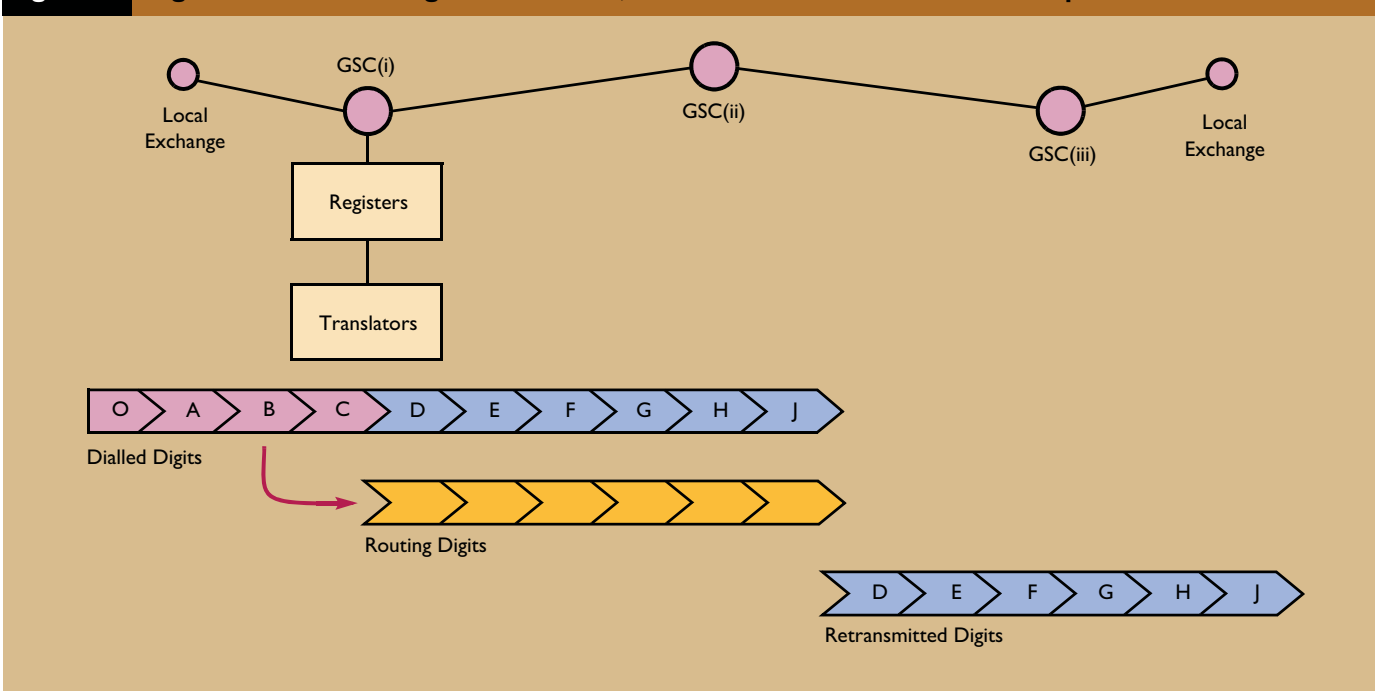 GSC(i)
GSC(ii)
GSC(iii)
Local
Exchange
Local
Exchange
Registers
Translators
O A B C D E F G H J
Dialled Digits
Routing Digits
D E F G H J
Retransmitted Digits